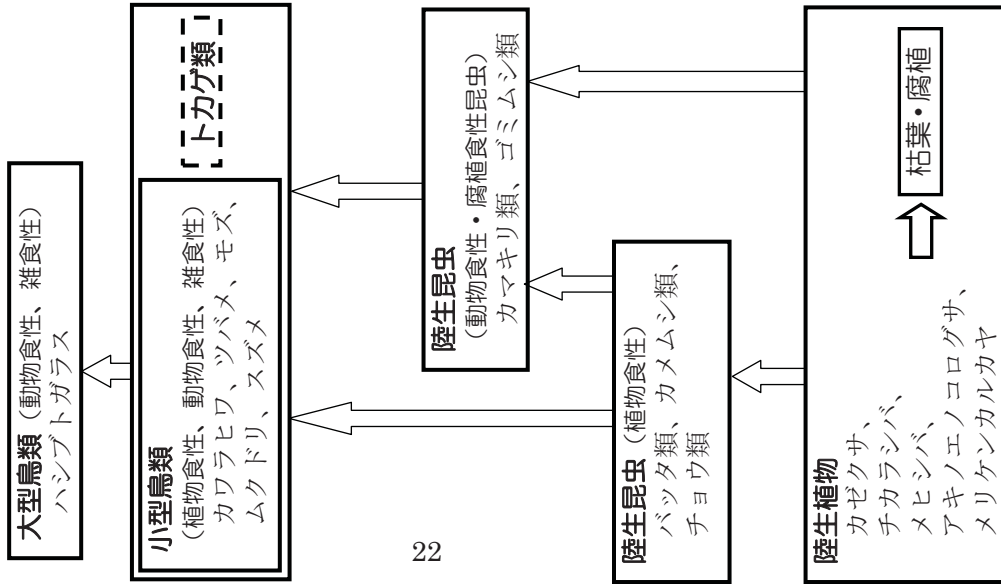 大型鳥類（動物食性、雑食性）
ハシブトガラス
小型鳥類
（植物食性、動物食性、雑食性）
カワラヒワ、ツバメ、モズ、
ムクドリ、スズメ
トカゲ類
陸生昆虫
（動物食性・腐植食性昆虫）
カマキリ類、ゴミムシ類
陸生昆虫（植物食性）
バッタ類、カメムシ類、
チョウ類
陸生植物
カゼクサ、
チカラシバ、
メヒシバ、
アキノエノコログサ、
メリケンカルカヤ
枯葉・腐植
22